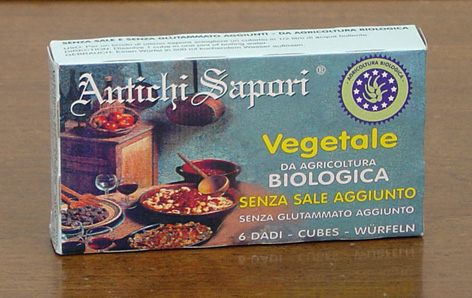 SENZA SALE E SENZA GLUTAMMATO AGGIUNTI - DA AGRICOLTURA BIOLOGICA
Antichi Sapori®
AGRICOLTURA BIOLOGICA
Vegetale
DA AGRICOLTURA
BIOLOGICA
SENZA SALE AGGIUNTO
SENZA GLUTAMMATO AGGIUNTO
6 DADI - CUBES - WÜRFELN